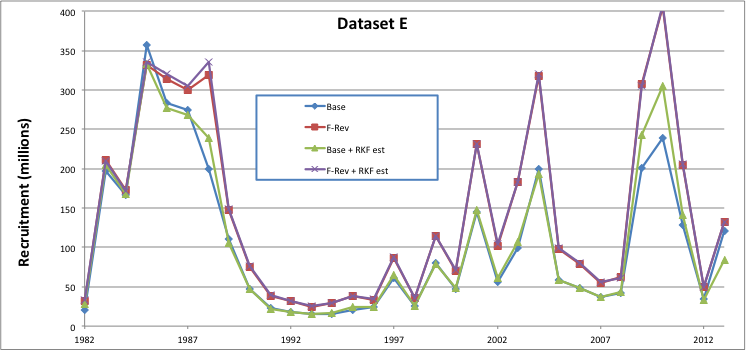 Dataset E
Recruitment (millions)
400
350
300
250
200
150
100
50
0
Base
F-Rev
Base + RKF est
F-Rev + RKF est
1982
1987
1992
1997
2002
2007
2012